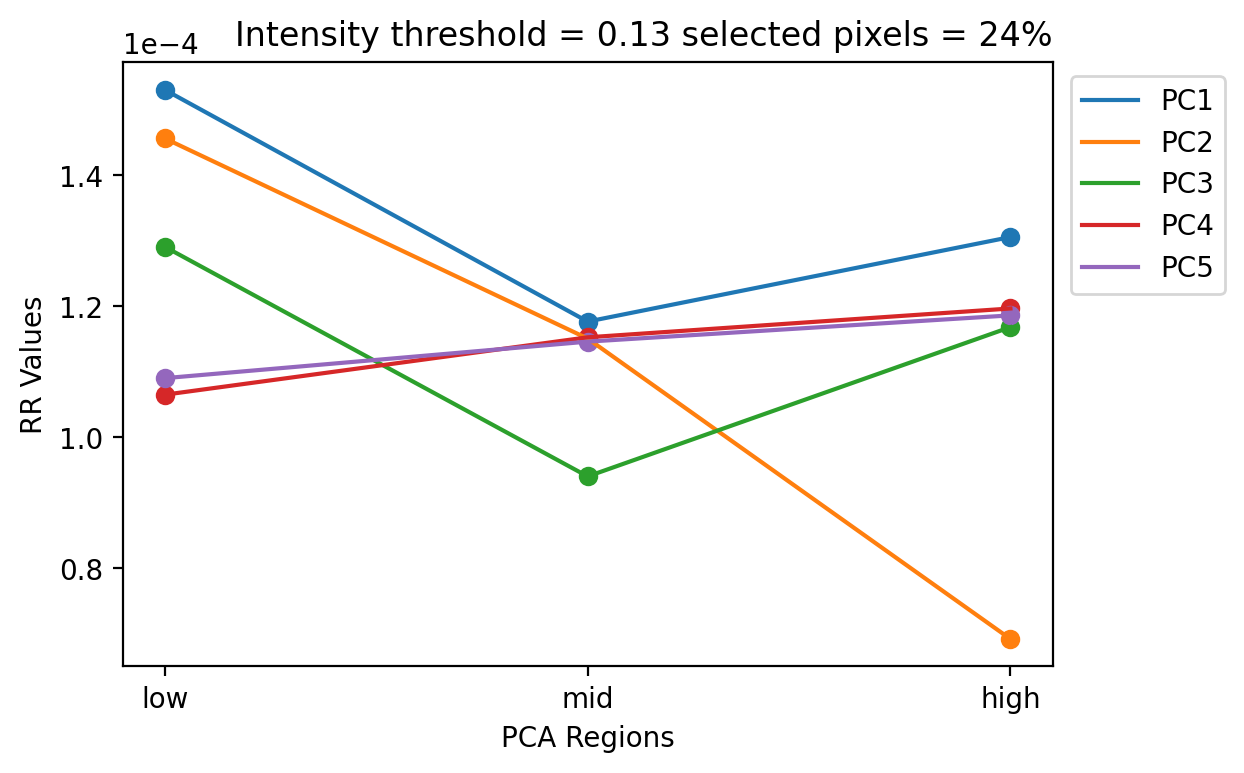 1e−4
Intensity threshold = 0.13 selected pixels = 24%
1.4
1.2
1.0
0.8
RR Values
low
mid
high
PCA Regions
PC1
PC2
PC3
PC4
PC5